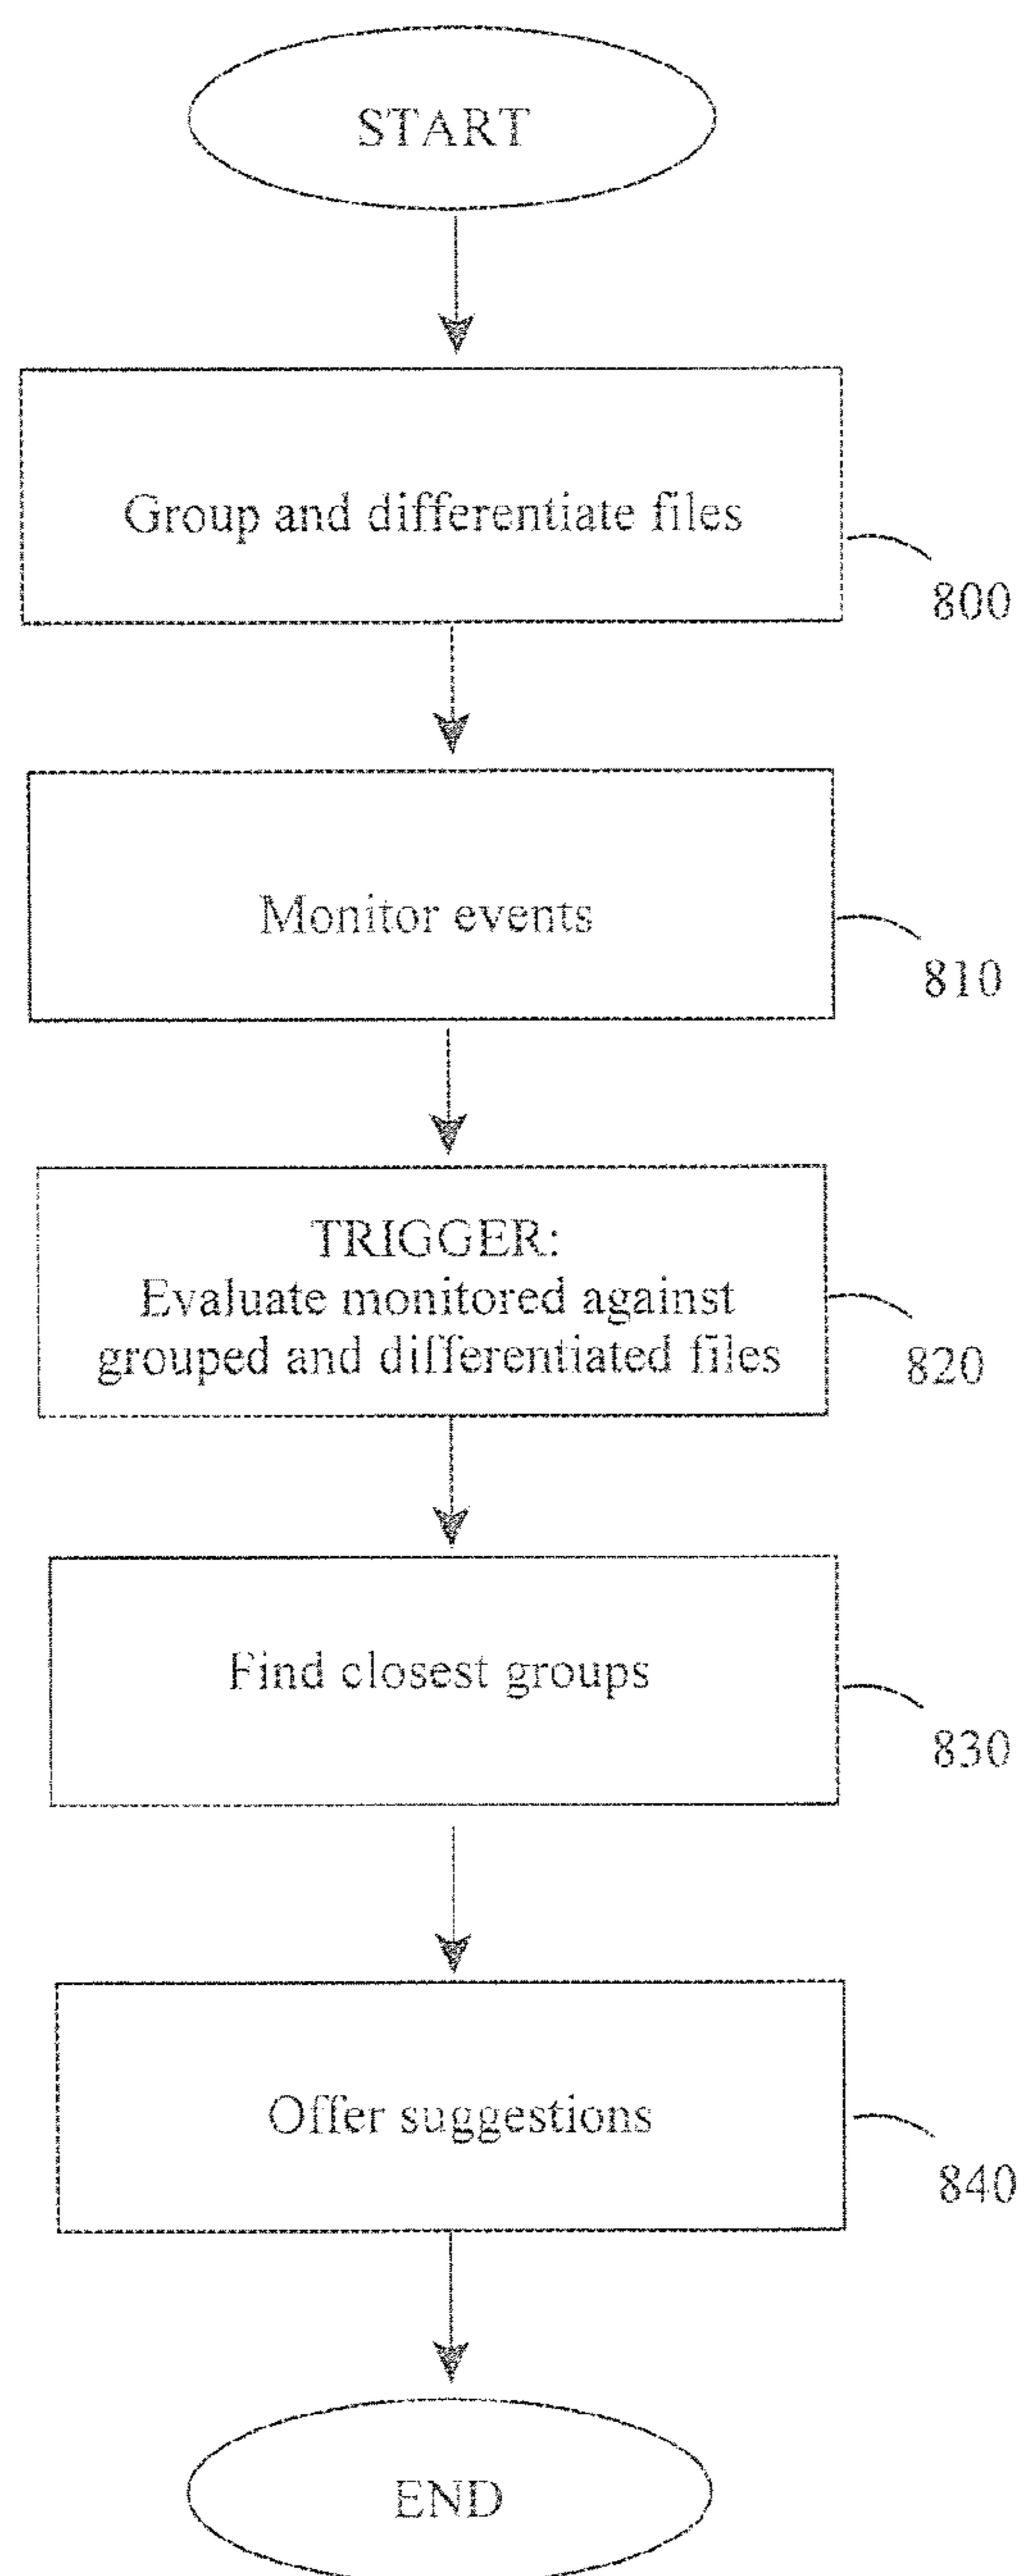 START
Group and differentiate files
800
Monitor events
810
TRIGGER:
Evaluate monitored against
grouped and differentiated files
820
Find closest groups
830
Offer suggestions
840
END